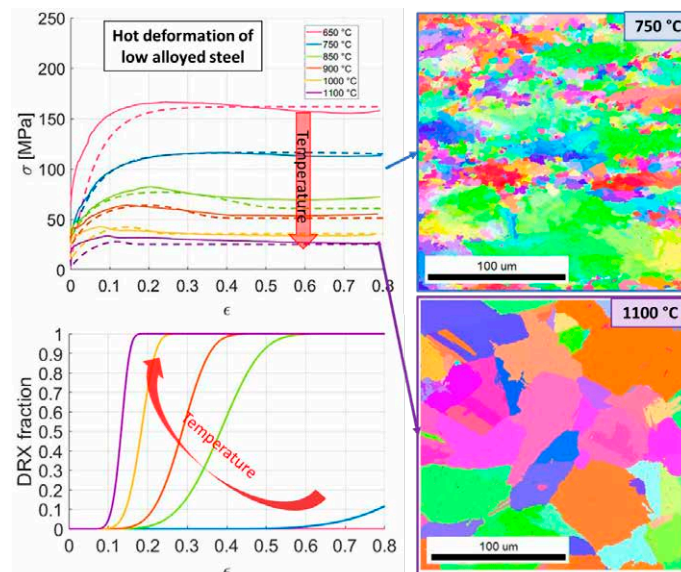 Hot deformation of
low alloyed steel
650 °C
750 °C
850 °C
900 °C
1000 °C
1100 °C
250
200
150
100
50
0
σ [MPa]
Temperature
0 0.1 0.2 0.3 0.4 0.5 0.6 0.7 0.8
ϵ
750 °C
100 um
1
0.9
0.8
0.7
0.6
0.5
0.4
0.3
0.2
0.1
0
DRX fraction
Temperature
0 0.1 0.2 0.3 0.4 0.5 0.6 0.7 0.8
ϵ
1100 °C
100 um